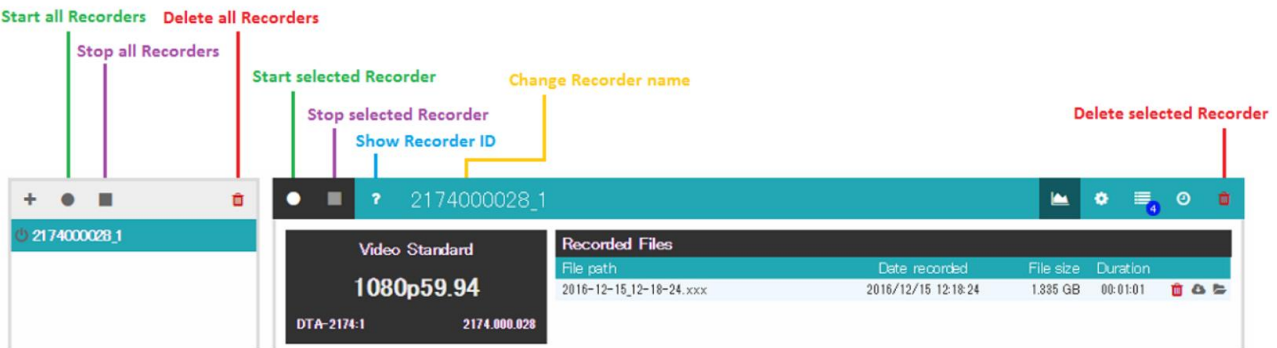 Start all Recorders Delete all Recorders
Stop all Recorders
Start selected Recorder
Change Recorder name
Stop selected Recorder
Delete selected Recorder
Show Recorder ID
? 2174000028_1
4
2174000028_1
Video Standard
1080p59.94
DTA-2174:1 2174.000.028
Recorded Files
File path Date recorded File size Duration
2016-12-15_12-18-24.xxx 2016/12/15 12:18:24 1.335 GB 00:01:01